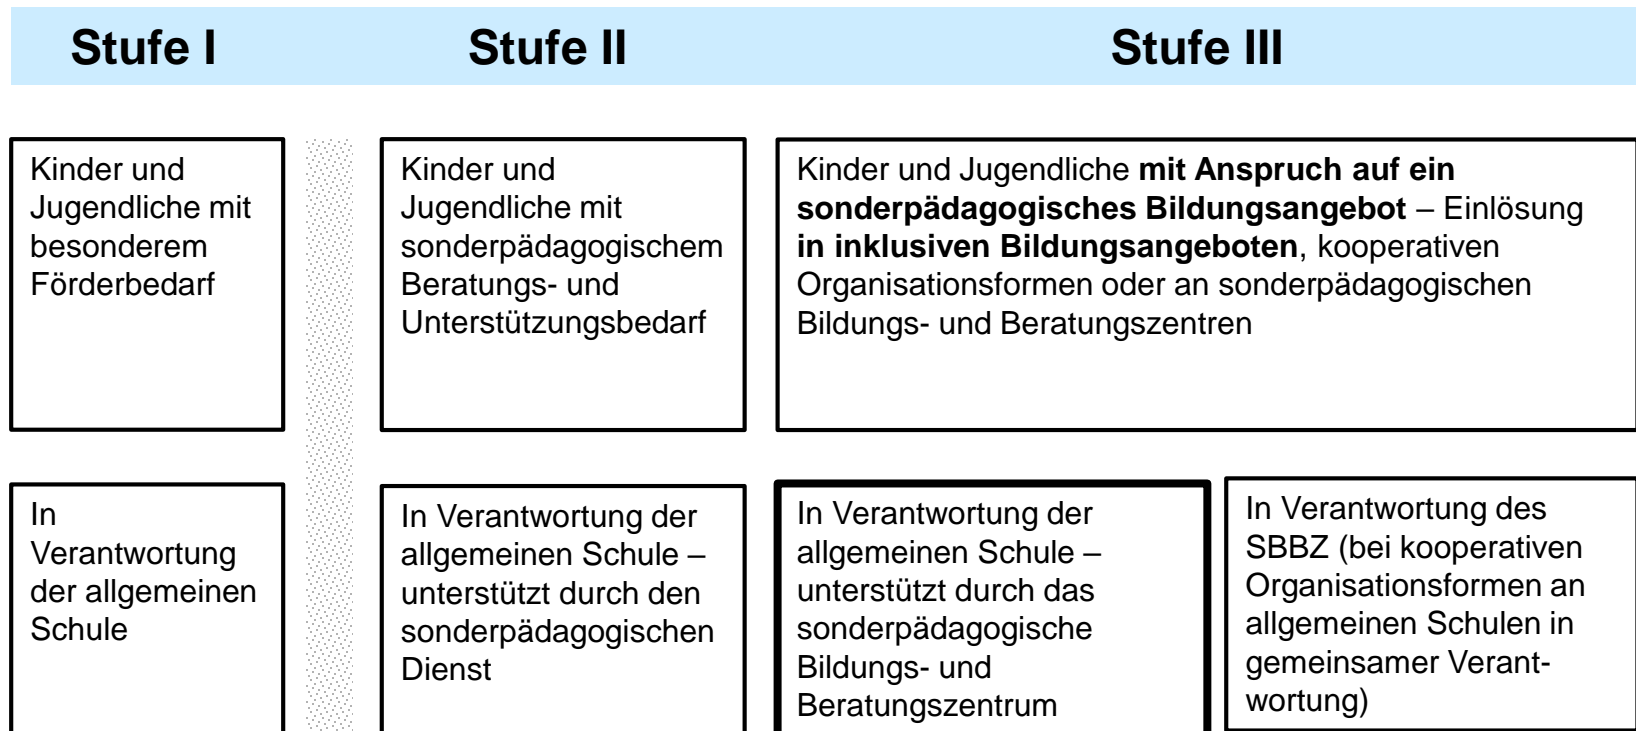 Stufe I
Stufe II
Stufe III
Kinder und
Jugendliche mit
besonderem
Förderbedarf
Kinder und
Jugendliche mit
sonderpädagogischem
Beratungs- und
Unterstützungsbedarf
Kinder und Jugendliche mit Anspruch auf ein
sonderpädagogisches Bildungsangebot – Einlösung
in inklusiven Bildungsangeboten, kooperativen
Organisationsformen oder an sonderpädagogischen
Bildungs- und Beratungszentren
In
Verantwortung
der allgemeinen
Schule
In Verantwortung der
allgemeinen Schule –
unterstützt durch den
sonderpädagogischen
Dienst
In Verantwortung der
allgemeinen Schule –
unterstützt durch das
sonderpädagogische
Bildungs- und
Beratungszentrum
In Verantwortung des
SBBZ (bei kooperativen
Organisationsformen an
allgemeinen Schulen in
gemeinsamer Verant-
wortung)